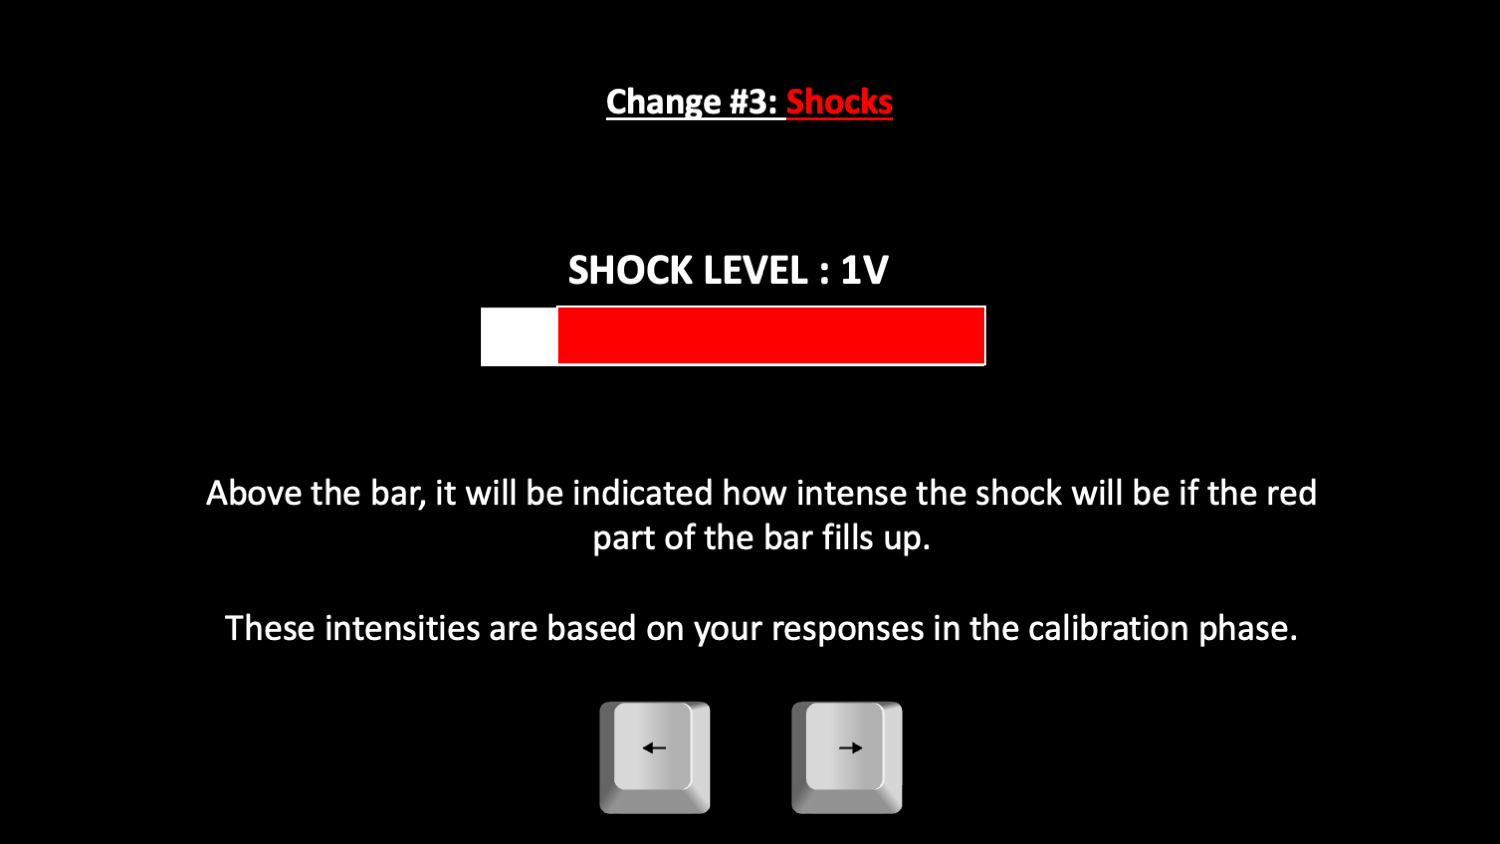 Change #3: Shocks
SHOCK LEVEL : 1V
Above the bar, it will be indicated how intense the shock will be if the red
part of the bar fills up.
These intensities are based on your responses in the calibration phase.
← →